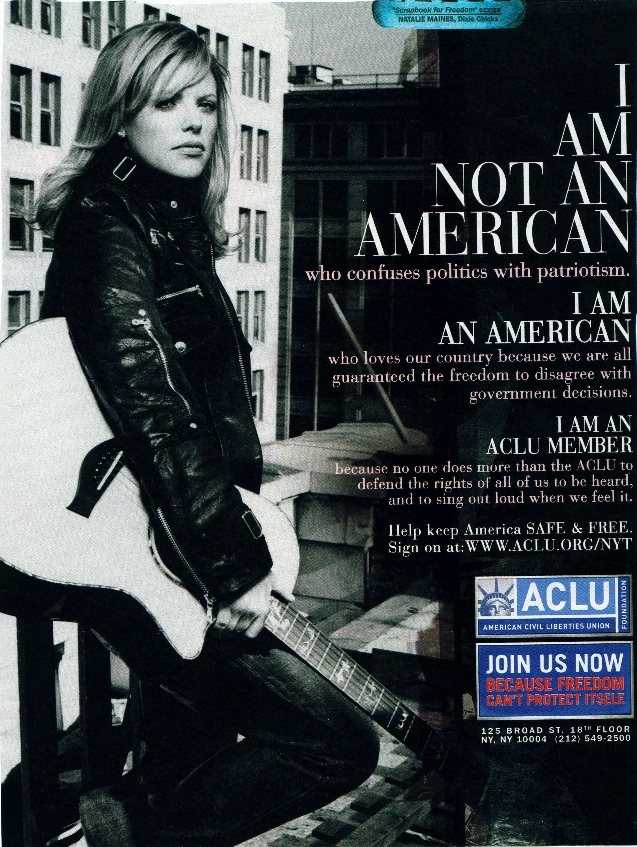 "Scrapbook for Freedom" series
NATALIE MAINES, Dixie Chicks
I
AM
NOT AN
AMERICAN
who confuses politics with patriotism.
I AM
AN AMERICAN
who loves our country because we are all
guaranteed the freedom to disagree with
government decisions.
I AM AN
ACLU MEMBER
because no one does more than the ACLU to
defend the rights of all of us to be heard,
and to sing out loud when we feel it.
Help keep America SAFE & FREE.
Sign on at: WWW.ACLU.ORG/NYT
ACLU
FOUNDATION
AMERICAN CIVIL LIBERTIES UNION
JOIN US NOW
BECAUSE FREEDOM
CAN'T PROTECT ITSELF
125 BROAD ST. 18TH FLOOR
NY, NY 10004 (212) 549-2500